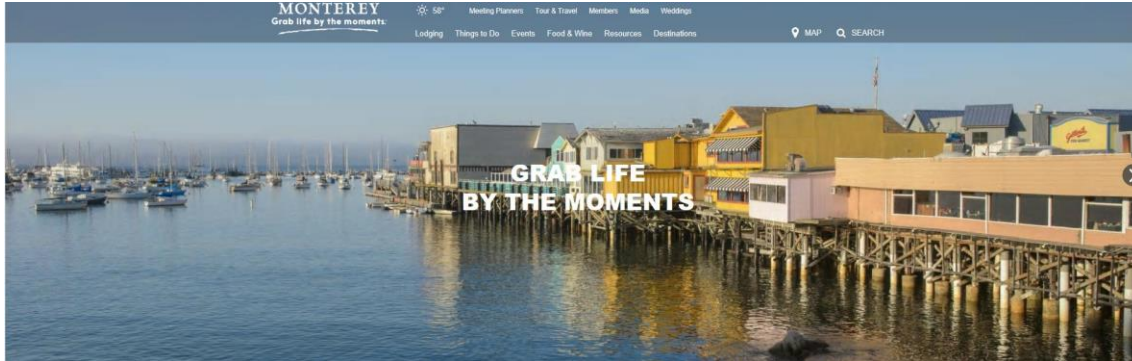 MONTEREY
Grab life by the moments.
58°
Meeting Planners
Tour & Travel
Members
Media
Weddings
Lodging
Things to Do
Events
Food & Wine
Resources
Destinations
MAP
SEARCH
GRAB LIFE
BY THE MOMENTS